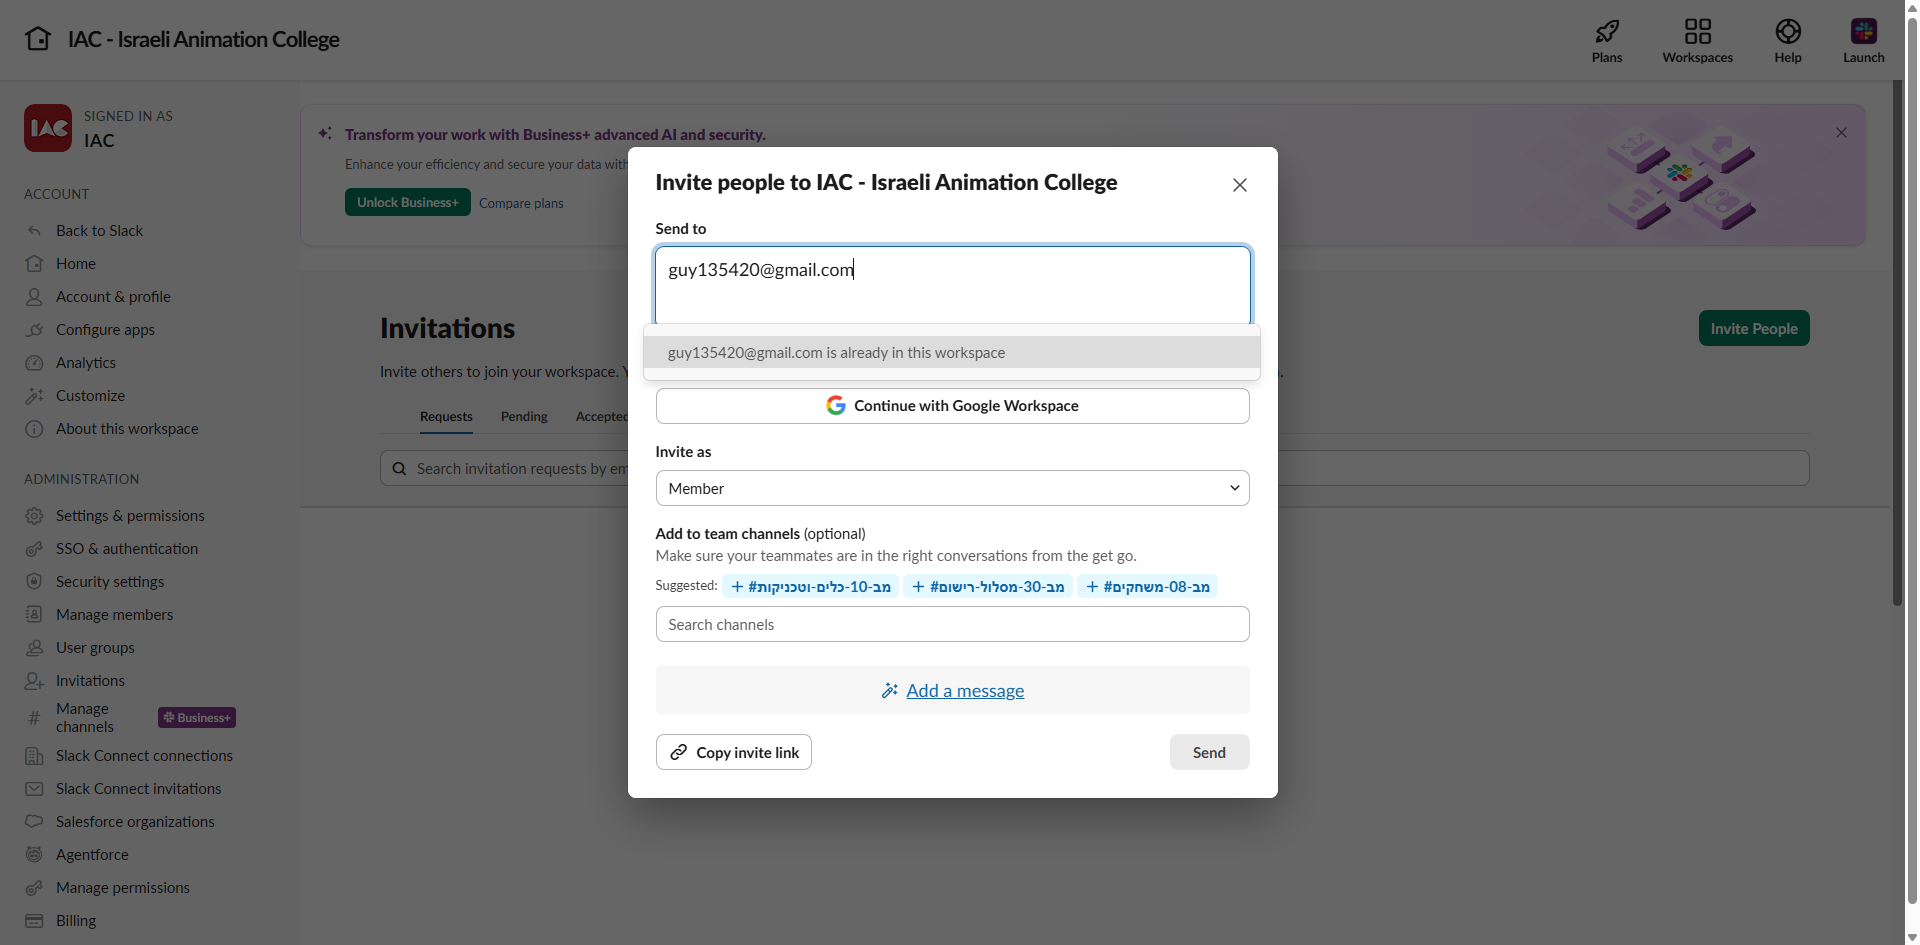 IAC - Israeli Animation College
Plans
Workspaces
Help
Launch
IAC
SIGNED IN AS
IAC
ACCOUNT
Back to Slack
Home
Account & profile
Configure apps
Analytics
Customize
About this workspace
ADMINISTRATION
Settings & permissions
SSO & authentication
Security settings
Manage members
User groups
Invitations
Manage channels
Business+
Slack Connect connections
Slack Connect invitations
Salesforce organizations
Agentforce
Manage permissions
Billing
Transform your work with Business+ advanced AI and security.
Enhance your efficiency and secure your data with
Unlock Business+
Compare plans
Invitations
Invite People
Invite others to join your workspace.
Requests
Pending
Accepted
Search invitation requests by em
Invite people to IAC - Israeli Animation College
Send to
guy135420@gmail.com
guy135420@gmail.com is already in this workspace
Continue with Google Workspace
Invite as
Member
Add to team channels (optional)
Make sure your teammates are in the right conversations from the get go.
Suggested:
+ #מב-10-כלים-וטכניקות
+ #מב-30-מסלול-רישום
+ #מב-08-משחקים
Search channels
Add a message
Copy invite link
Send